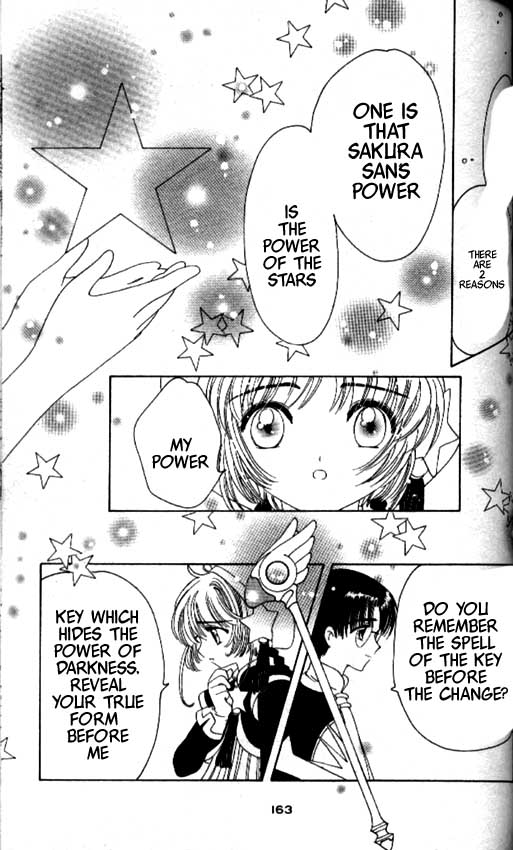 THERE
ARE
2
REASONS
ONE IS
THAT
SAKURA
SANS
POWER
IS
THE
POWER
OF THE
STARS
MY
POWER
DO YOU
REMEMBER
THE SPELL
OF THE KEY
BEFORE
THE CHANGE?
KEY WHICH
HIDES THE
POWER OF
DARKNESS.
REVEAL
YOUR TRUE
FORM
BEFORE
ME
163